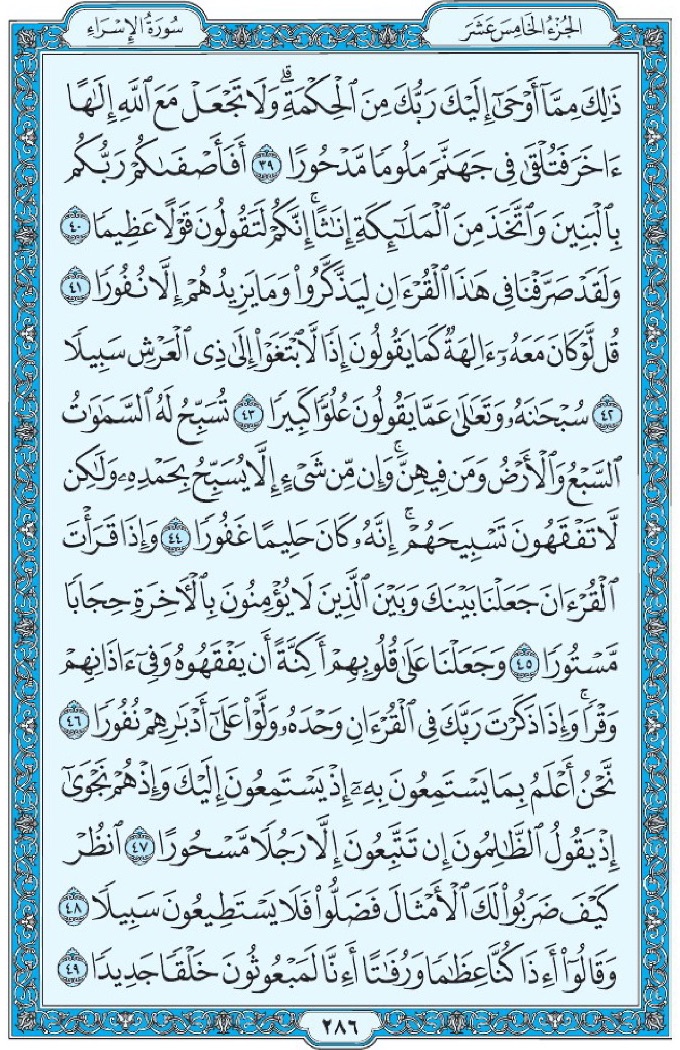 الجُزْءُ الخَامِسَ عَشَرَ
سُورَةُ الإِسْرَاءِ
ذَٰلِكَ مِمَّآ أَوْحَىٰٓ إِلَيْكَ رَبُّكَ مِنَ ٱلْحِكْمَةِۗ وَلَا تَجْعَلْ مَعَ ٱللَّهِ إِلَٰهًا
ءَاخَرَ فَتُلْقَىٰ فِى جَهَنَّمَ مَلُومًا مَّدْحُورًا ٣٩ أَفَأَصْفَىٰكُمْ رَبُّكُم
بِٱلْبَنِينَ وَٱتَّخَذَ مِنَ ٱلْمَلَٰٓئِكَةِ إِنَٰثًاۚ إِنَّكُمْ لَتَقُولُونَ قَوْلًا عَظِيمًا ٤٠
وَلَقَدْ صَرَّفْنَا فِى هَٰذَا ٱلْقُرْءَانِ لِيَذَّكَّرُوا۟ وَمَا يَزِيدُهُمْ إِلَّا نُفُورًا ٤١
قُل لَّوْ كَانَ مَعَهُۥٓ ءَالِهَةٌ كَمَا يَقُولُونَ إِذًا لَّٱبْتَغَوْا۟ إِلَىٰ ذِى ٱلْعَرْشِ سَبِيلًا
٤٢ سُبْحَٰنَهُۥ وَتَعَٰلَىٰ عَمَّا يَقُولُونَ عُلُوًّا كَبِيرًا ٤٣ تُسَبِّحُ لَهُ ٱلسَّمَٰوَٰتُ
ٱلسَّبْعُ وَٱلْأَرْضُ وَمَن فِيهِنَّۚ وَإِن مِّن شَىْءٍ إِلَّا يُسَبِّحُ بِحَمْدِهِۦ وَلَٰكِن
لَّا تَفْقَهُونَ تَسْبِيحَهُمْۚ إِنَّهُۥ كَانَ حَلِيمًا غَفُورًا ٤٤ وَإِذَا قَرَأْتَ
ٱلْقُرْءَانَ جَعَلْنَا بَيْنَكَ وَبَيْنَ ٱلَّذِينَ لَا يُؤْمِنُونَ بِٱلْءَاخِرَةِ حِجَابًا
مَّسْتُورًا ٤٥ وَجَعَلْنَا عَلَىٰ قُلُوبِهِمْ أَكِنَّةً أَن يَفْقَهُوهُ وَفِىٓ ءَاذَانِهِمْ
وَقْرًاۚ وَإِذَا ذَكَرْتَ رَبَّكَ فِى ٱلْقُرْءَانِ وَحْدَهُۥ وَلَّوْا۟ عَلَىٰٓ أَدْبَٰرِهِمْ نُفُورًا ٤٦
نَّحْنُ أَعْلَمُ بِمَا يَسْتَمِعُونَ بِهِۦٓ إِذْ يَسْتَمِعُونَ إِلَيْكَ وَإِذْ هُمْ نَجْوَىٰٓ
إِذْ يَقُولُ ٱلظَّٰلِمُونَ إِن تَتَّبِعُونَ إِلَّا رَجُلًا مَّسْحُورًا ٤٧ ٱنظُرْ
كَيْفَ ضَرَبُوا۟ لَكَ ٱلْأَمْثَالَ فَضَلُّوا۟ فَلَا يَسْتَطِيعُونَ سَبِيلًا ٤٨
وَقَالُوٓا۟ أَءِذَا كُنَّا عِظَٰمًا وَرُفَٰتًا أَءِنَّا لَمَبْعُوثُونَ خَلْقًا جَدِيدًا ٤٩
٢٨٦